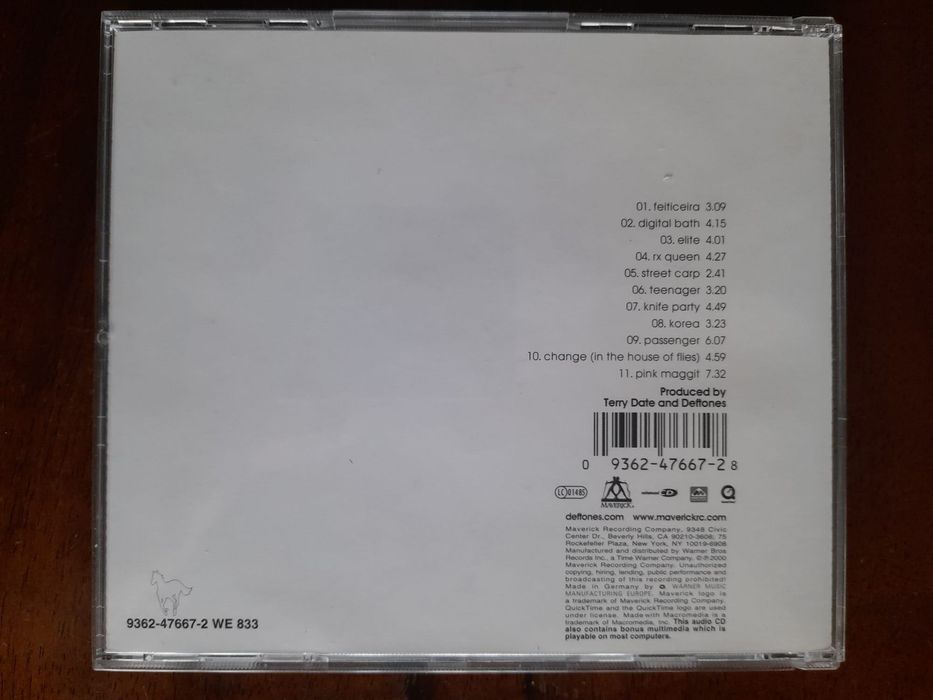 01. feiticeira 3.09
02. digital bath 4.15
03. elite 4.01
04. rx queen 4.27
05. street carp 2.41
06. teenager 3.20
07. knife party 4.49
08. korea 3.23
09. passenger 6.07
10. change (in the house of flies) 4.59
11. pink maggit 7.32
Produced by
Terry Date and Deftones
0 9362-47667-2 8
LC 0148S
MAVERICK
deftones.com www.maverickrc.com
Maverick Recording Company, 9348 Civic
Center Dr., Beverly Hills, CA 90210-3606; 75
Rockefeller Plaza, New York, NY 10019-6908
Manufactured and distributed by Warner Bros
Records Inc., a Time Warner Company. ©℗2000
Maverick Recording Company. Unauthorized
copying, hiring, lending, public performance and
broadcasting of this recording prohibited!
Made in Germany by WARNER MUSIC
MANUFACTURING EUROPE. Maverick logo is
a trademark of Maverick Recording Company.
QuickTime and the QuickTime logo are used
under license. Made with Macromedia is a
trademark of Macromedia, Inc. This audio CD
also contains bonus multimedia which is
playable on most computers.
9362-47667-2 WE 833